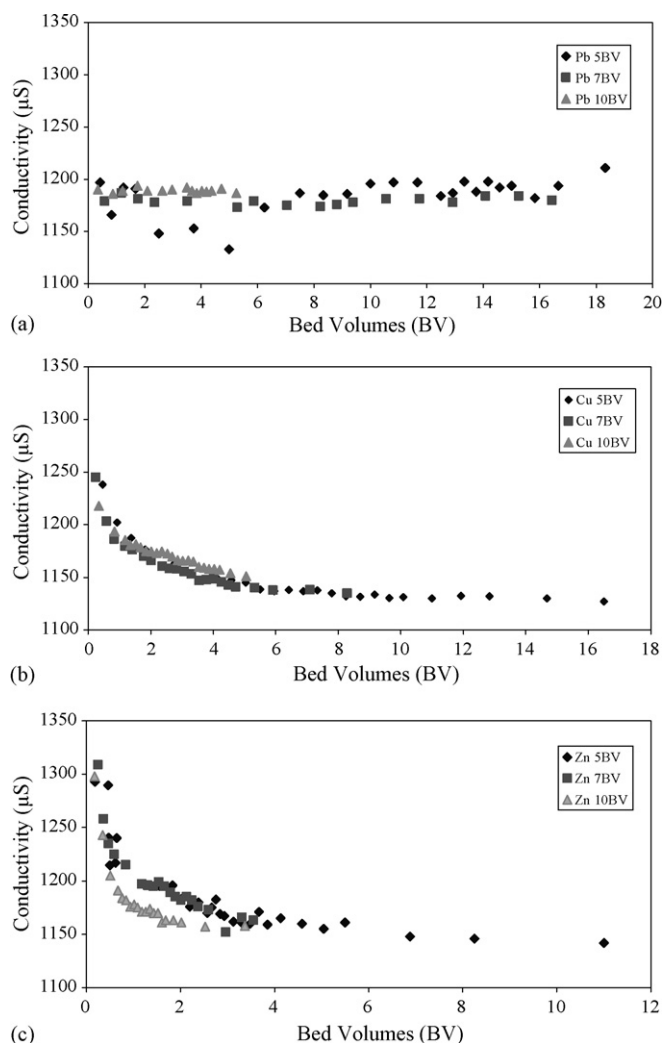 1350
1300
1250
1200
1150
1100
Conductivity (µS)
Pb 5BV
Pb 7BV
Pb 10BV
0 2 4 6 8 10 12 14 16 18 20
(a) Bed Volumes (BV)
1350
1300
1250
1200
1150
1100
Conductivity (µS)
Cu 5BV
Cu 7BV
Cu 10BV
0 2 4 6 8 10 12 14 16 18
(b) Bed Volumes (BV)
1350
1300
1250
1200
1150
1100
Conductivity (µS)
Zn 5BV
Zn 7BV
Zn 10BV
0 2 4 6 8 10 12
(c) Bed Volumes (BV)